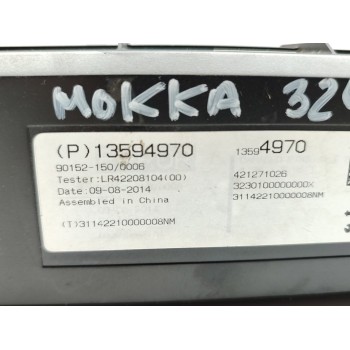 MOKKA 320
(P)13594970
13594970
90152-150/0006
Tester:LR42208104(00)
Date:09-08-2014
Assembled in China
421271026
3230100000000X
31142210000008NM
(T)31142210000008NM